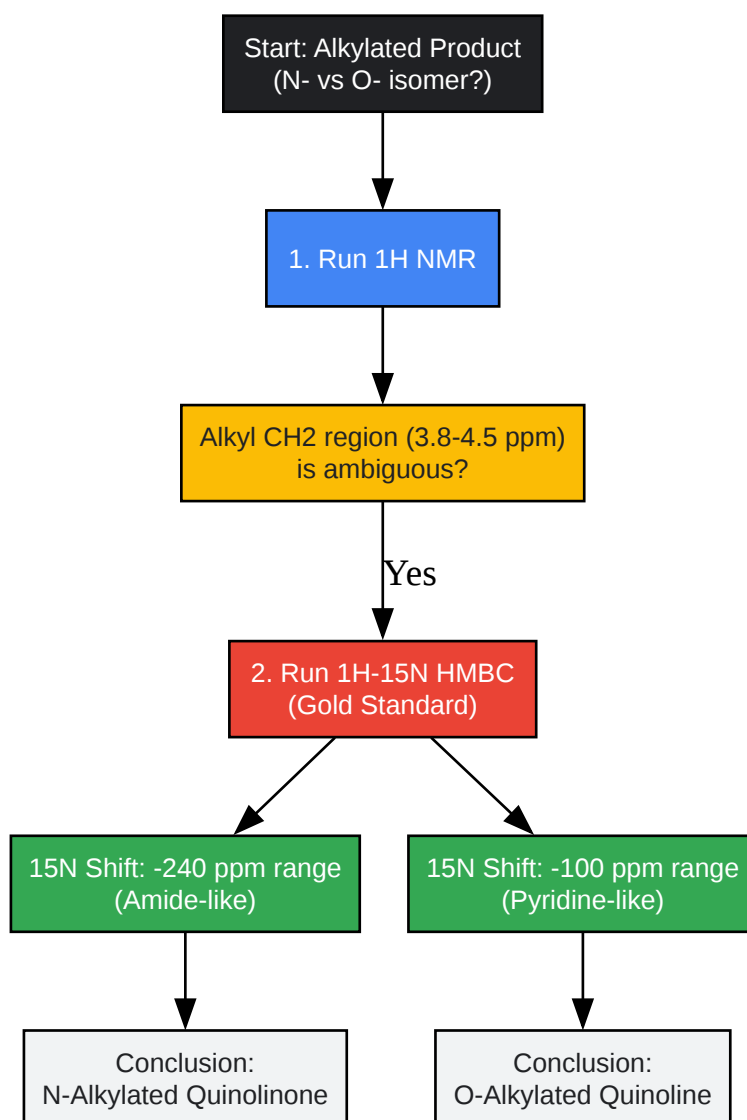 Start: Alkylated Product
(N- vs O- isomer?)
1. Run 1H NMR
Alkyl CH2 region (3.8-4.5 ppm)
is ambiguous?
Yes
2. Run 1H-15N HMBC
(Gold Standard)
15N Shift: -240 ppm range
(Amide-like)
15N Shift: -100 ppm range
(Pyridine-like)
Conclusion:
N-Alkylated Quinolinone
Conclusion:
O-Alkylated Quinoline